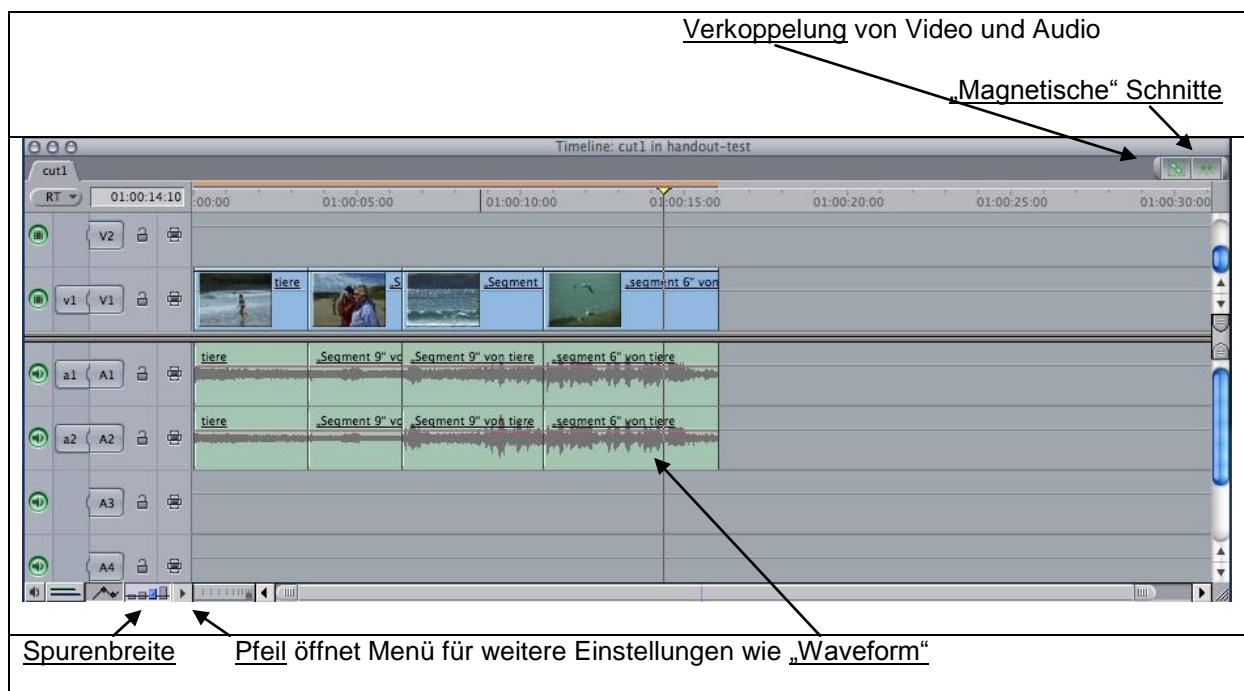 Verkoppelung von Video und Audio
„Magnetische“ Schnitte
Timeline: cut1 in handout-test
cut1
RT 01:00:14:10 :00:00 01:00:05:00 01:00:10:00 01:00:15:00 01:00:20:00 01:00:25:00 01:00:30:00
V2
v1 V1 tiere „S „Segment „segment 6“ von
a1 A1 tiere „Segment 9“ vo „Segment 9“ von tiere „segment 6“ von tiere
a2 A2 tiere „Segment 9“ vo „Segment 9“ von tiere „segment 6“ von tiere
A3
A4
Spurenbreite Pfeil öffnet Menü für weitere Einstellungen wie „Waveform“